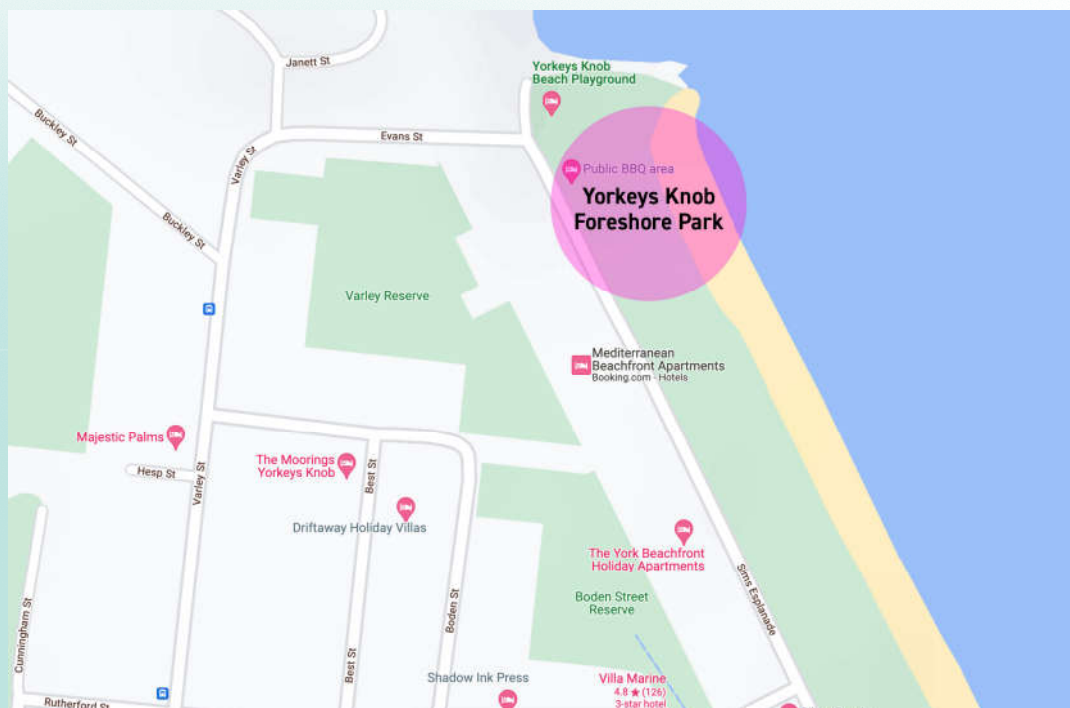 Janett St
Yorkeys Knob
Beach Playground
Buckley St
Evans St
Varley St
Public BBQ area
Yorkeys Knob
Foreshore Park
Buckley St
Varley Reserve
Mediterranean
Beachfront Apartments
Booking.com - Hotels
Majestic Palms
The Moorings
Yorkeys Knob
Hesp St
Best St
Varley St
Driftaway Holiday Villas
The York Beachfront
Holiday Apartments
Sims Esplanade
Boden Street
Reserve
Boden St
Cunningham St
Best St
Shadow Ink Press
Villa Marine
4.8 ★ (126)
3-star hotel
Rutherford St